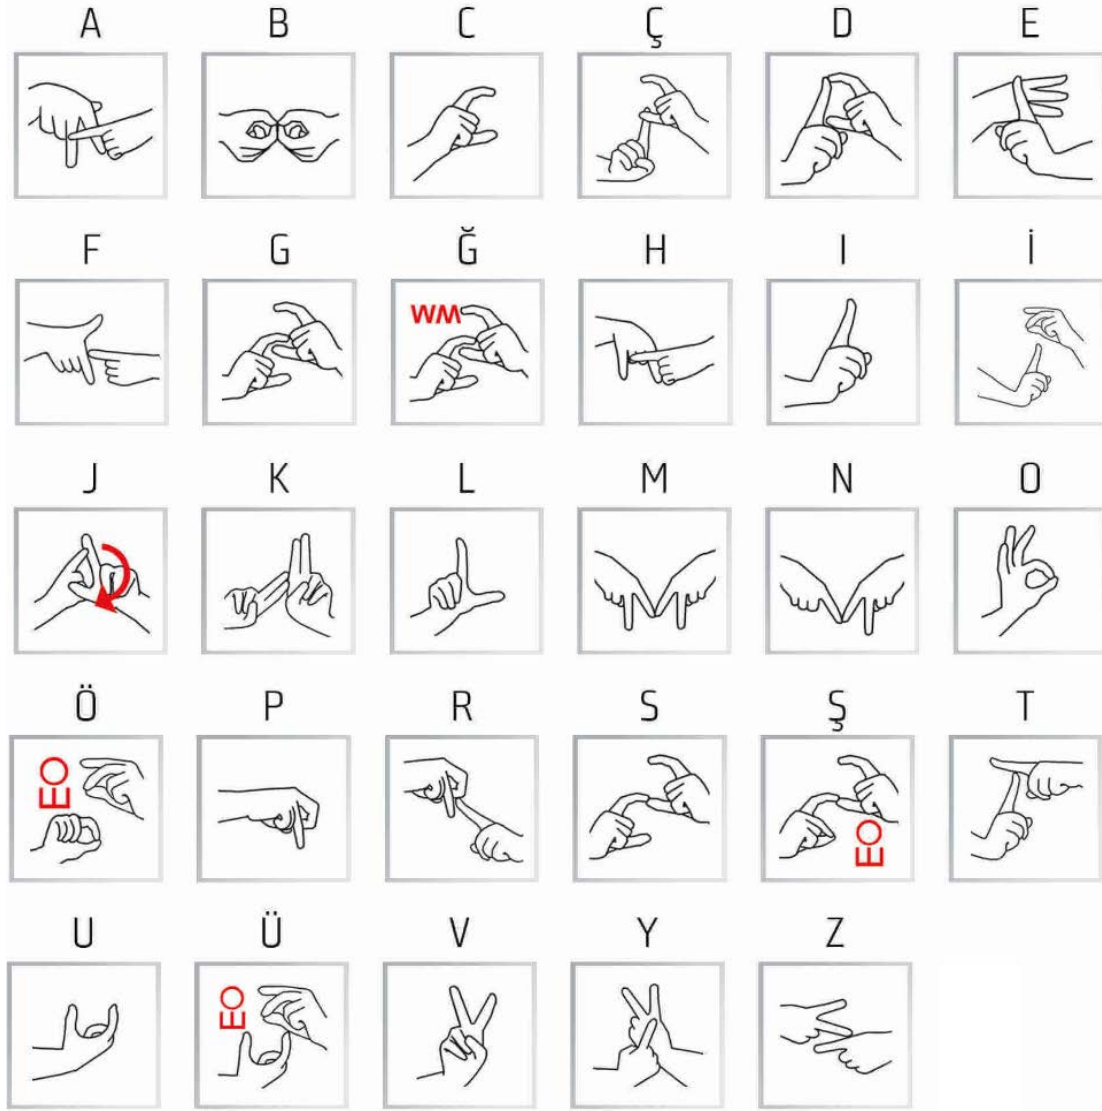 A B C Ç D E
F G Ğ H I İ
WM
J K L M N O
Ö P R S Ş T
EO
EO
U Ü V Y Z
EO